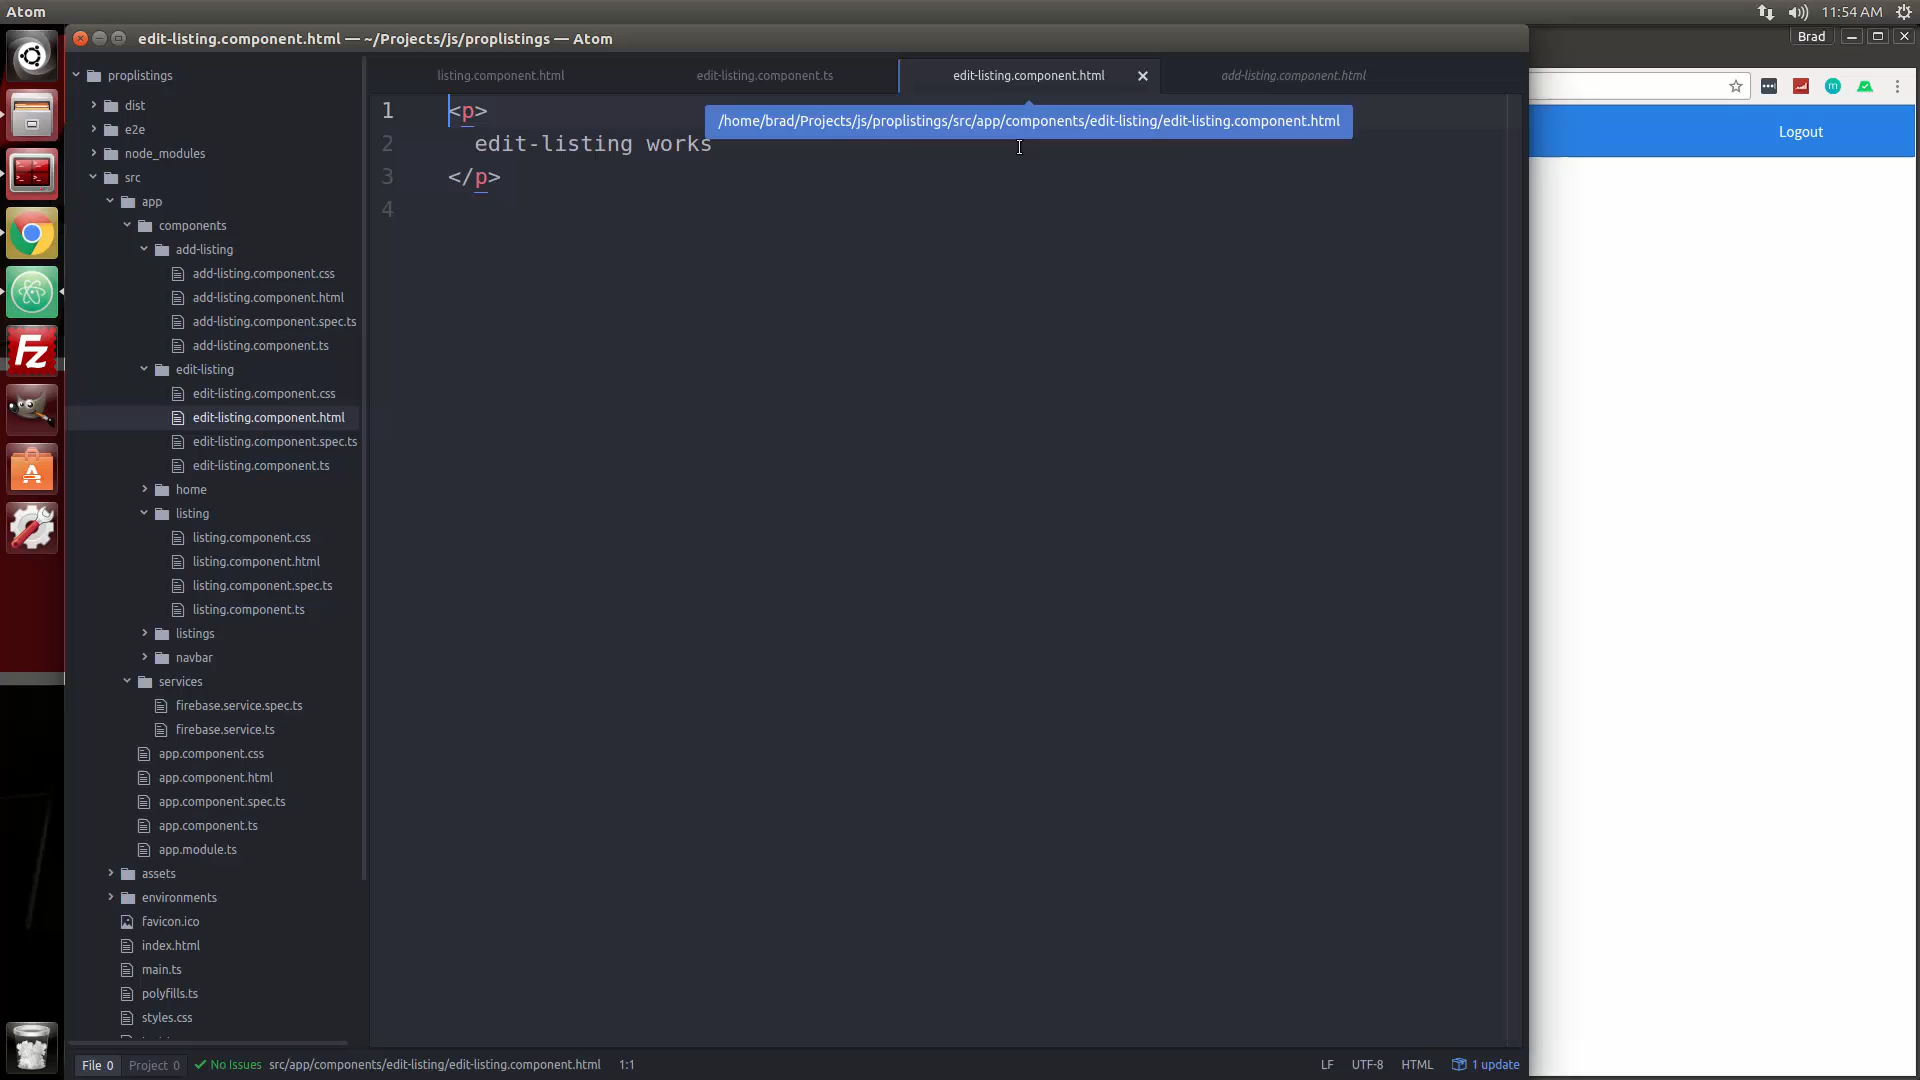 Atom
11:54 AM
edit-listing.component.html — ~/Projects/js/proplistings — Atom
Brad
proplistings
dist
e2e
node_modules
src
app
components
add-listing
add-listing.component.css
add-listing.component.html
add-listing.component.spec.ts
add-listing.component.ts
edit-listing
edit-listing.component.css
edit-listing.component.html
edit-listing.component.spec.ts
edit-listing.component.ts
home
listing
listing.component.css
listing.component.html
listing.component.spec.ts
listing.component.ts
listings
navbar
services
firebase.service.spec.ts
firebase.service.ts
app.component.css
app.component.html
app.component.spec.ts
app.component.ts
app.module.ts
assets
environments
favicon.ico
index.html
main.ts
polyfills.ts
styles.css
listing.component.html
edit-listing.component.ts
edit-listing.component.html
add-listing.component.html
/home/brad/Projects/js/proplistings/src/app/components/edit-listing/edit-listing.component.html
1 <p>
2 edit-listing works
3 </p>
4
Logout
File 0 Project 0 No Issues src/app/components/edit-listing/edit-listing.component.html 1:1
LF UTF-8 HTML 1 update